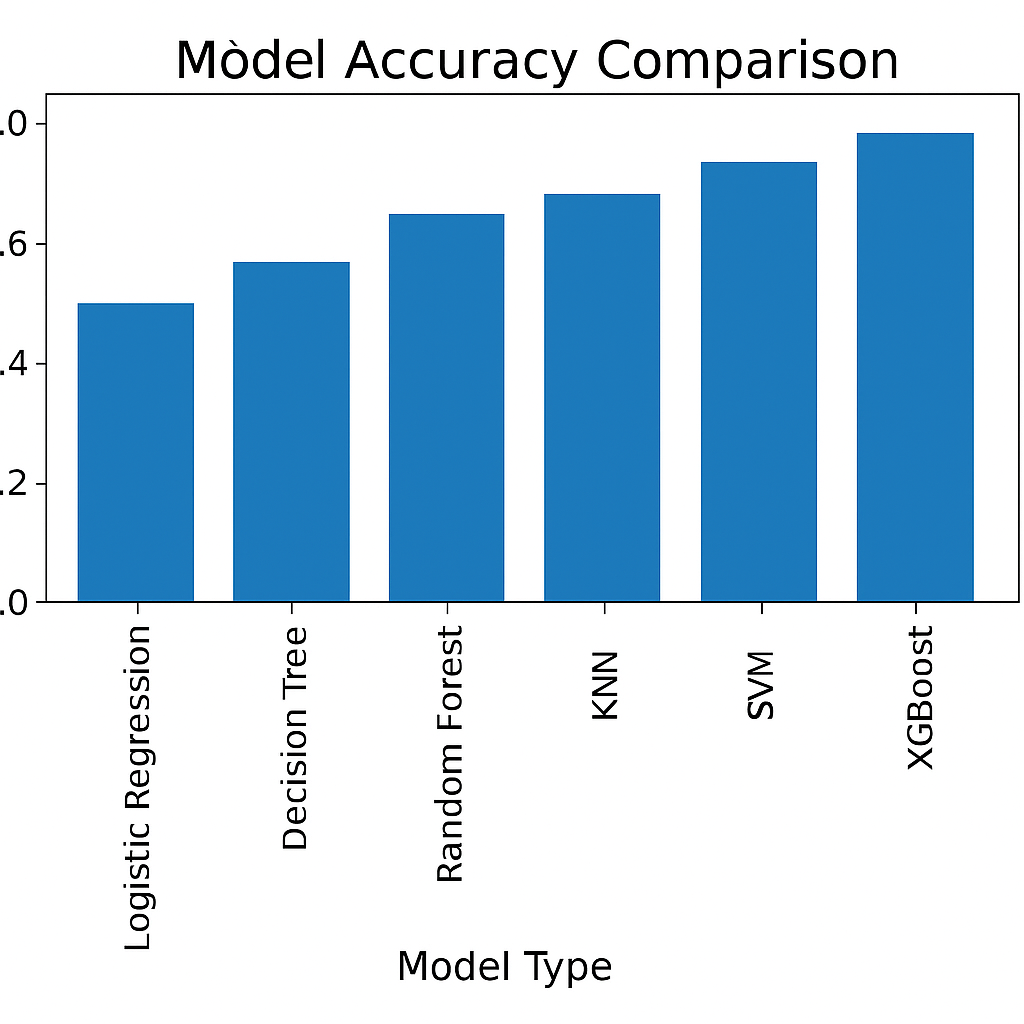 Mòdel Accuracy Comparison
.0
.6
.4
.2
.0
Logistic Regression
Decision Tree
Random Forest
KNN
SVM
XGBoost
Model Type